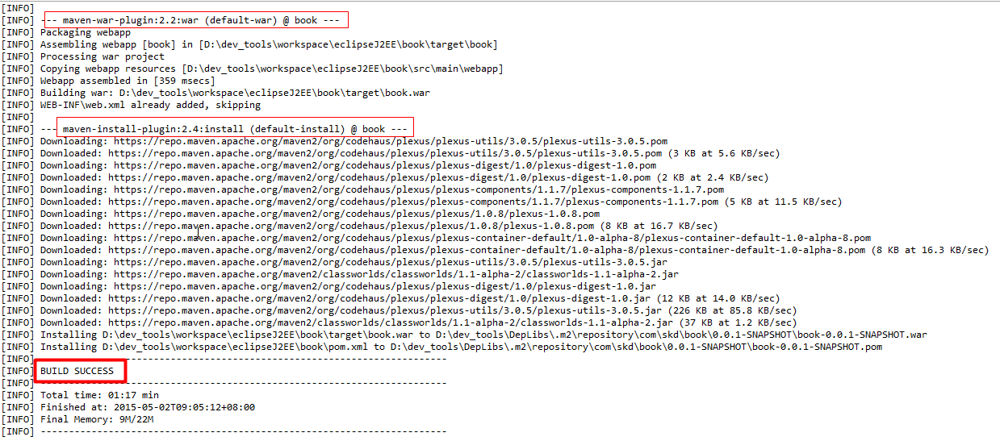 [INFO]
[INFO] --- maven-war-plugin:2.2:war (default-war) @ book ---
[INFO] Packaging webapp
[INFO] Assembling webapp [book] in [D:\dev_tools\workspace\eclipseJ2EE\book\target\book]
[INFO] Processing war project
[INFO] Copying webapp resources [D:\dev_tools\workspace\eclipseJ2EE\book\src\main\webapp]
[INFO] Webapp assembled in [359 msecs]
[INFO] Building war: D:\dev_tools\workspace\eclipseJ2EE\book\target\book.war
[INFO] WEB-INF\web.xml already added, skipping
[INFO]
[INFO] --- maven-install-plugin:2.4:install (default-install) @ book ---
[INFO] Downloading: https://repo.maven.apache.org/maven2/org/codehaus/plexus/plexus-utils/3.0.5/plexus-utils-3.0.5.pom
[INFO] Downloaded: https://repo.maven.apache.org/maven2/org/codehaus/plexus/plexus-utils/3.0.5/plexus-utils-3.0.5.pom (3 KB at 5.6 KB/sec)
[INFO] Downloading: https://repo.maven.apache.org/maven2/org/codehaus/plexus/plexus-digest/1.0/plexus-digest-1.0.pom
[INFO] Downloaded: https://repo.maven.apache.org/maven2/org/codehaus/plexus/plexus-digest/1.0/plexus-digest-1.0.pom (2 KB at 2.4 KB/sec)
[INFO] Downloading: https://repo.maven.apache.org/maven2/org/codehaus/plexus/plexus-components/1.1.7/plexus-components-1.1.7.pom
[INFO] Downloaded: https://repo.maven.apache.org/maven2/org/codehaus/plexus/plexus-components/1.1.7/plexus-components-1.1.7.pom (5 KB at 11.5 KB/sec)
[INFO] Downloading: https://repo.maven.apache.org/maven2/org/codehaus/plexus/plexus/1.0.8/plexus-1.0.8.pom
[INFO] Downloaded: https://repo.maven.apache.org/maven2/org/codehaus/plexus/plexus/1.0.8/plexus-1.0.8.pom (8 KB at 16.7 KB/sec)
[INFO] Downloading: https://repo.maven.apache.org/maven2/org/codehaus/plexus/plexus-container-default/1.0-alpha-8/plexus-container-default-1.0-alpha-8.pom
[INFO] Downloaded: https://repo.maven.apache.org/maven2/org/codehaus/plexus/plexus-container-default/1.0-alpha-8/plexus-container-default-1.0-alpha-8.pom (8 KB at 16.3 KB/sec)
[INFO] Downloading: https://repo.maven.apache.org/maven2/org/codehaus/plexus/plexus-utils/3.0.5/plexus-utils-3.0.5.jar
[INFO] Downloading: https://repo.maven.apache.org/maven2/classworlds/classworlds/1.1-alpha-2/classworlds-1.1-alpha-2.jar
[INFO] Downloading: https://repo.maven.apache.org/maven2/org/codehaus/plexus/plexus-digest/1.0/plexus-digest-1.0.jar
[INFO] Downloaded: https://repo.maven.apache.org/maven2/org/codehaus/plexus/plexus-digest/1.0/plexus-digest-1.0.jar (12 KB at 14.0 KB/sec)
[INFO] Downloaded: https://repo.maven.apache.org/maven2/org/codehaus/plexus/plexus-utils/3.0.5/plexus-utils-3.0.5.jar (226 KB at 85.8 KB/sec)
[INFO] Downloaded: https://repo.maven.apache.org/maven2/classworlds/classworlds/1.1-alpha-2/classworlds-1.1-alpha-2.jar (37 KB at 1.2 KB/sec)
[INFO] Installing D:\dev_tools\workspace\eclipseJ2EE\book\target\book.war to D:\dev_tools\DepLibs\.m2\repository\com\skd\book\0.0.1-SNAPSHOT\book-0.0.1-SNAPSHOT.war
[INFO] Installing D:\dev_tools\workspace\eclipseJ2EE\book\pom.xml to D:\dev_tools\DepLibs\.m2\repository\com\skd\book\0.0.1-SNAPSHOT\book-0.0.1-SNAPSHOT.pom
[INFO] ------------------------------------------------------------------------
[INFO] BUILD SUCCESS
[INFO] ------------------------------------------------------------------------
[INFO] Total time: 01:17 min
[INFO] Finished at: 2015-05-02T09:05:12+08:00
[INFO] Final Memory: 9M/22M
[INFO] ------------------------------------------------------------------------